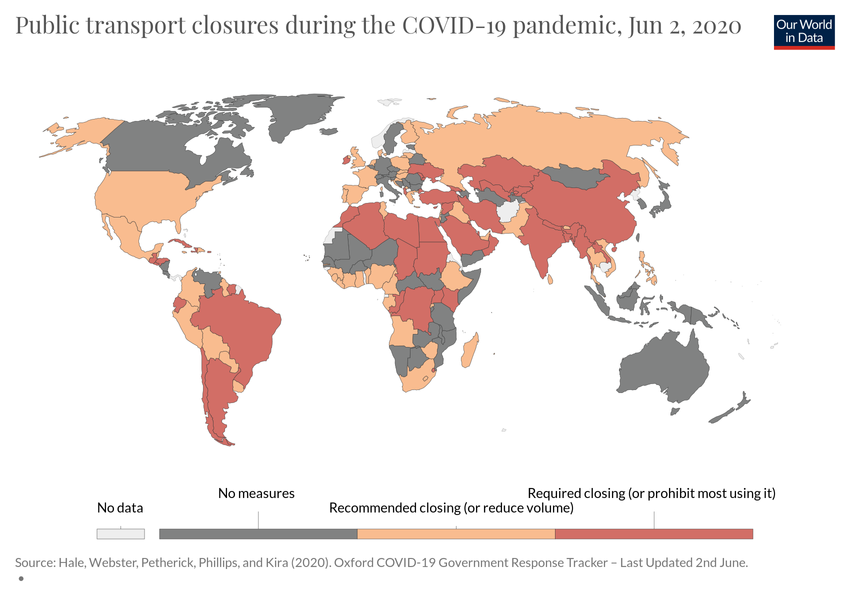 Public transport closures during the COVID-19 pandemic, Jun 2, 2020
Our World
in Data
No data
No measures
Recommended closing (or reduce volume)
Required closing (or prohibit most using it)
Source: Hale, Webster, Petherick, Phillips, and Kira (2020). Oxford COVID-19 Government Response Tracker – Last Updated 2nd June.
•